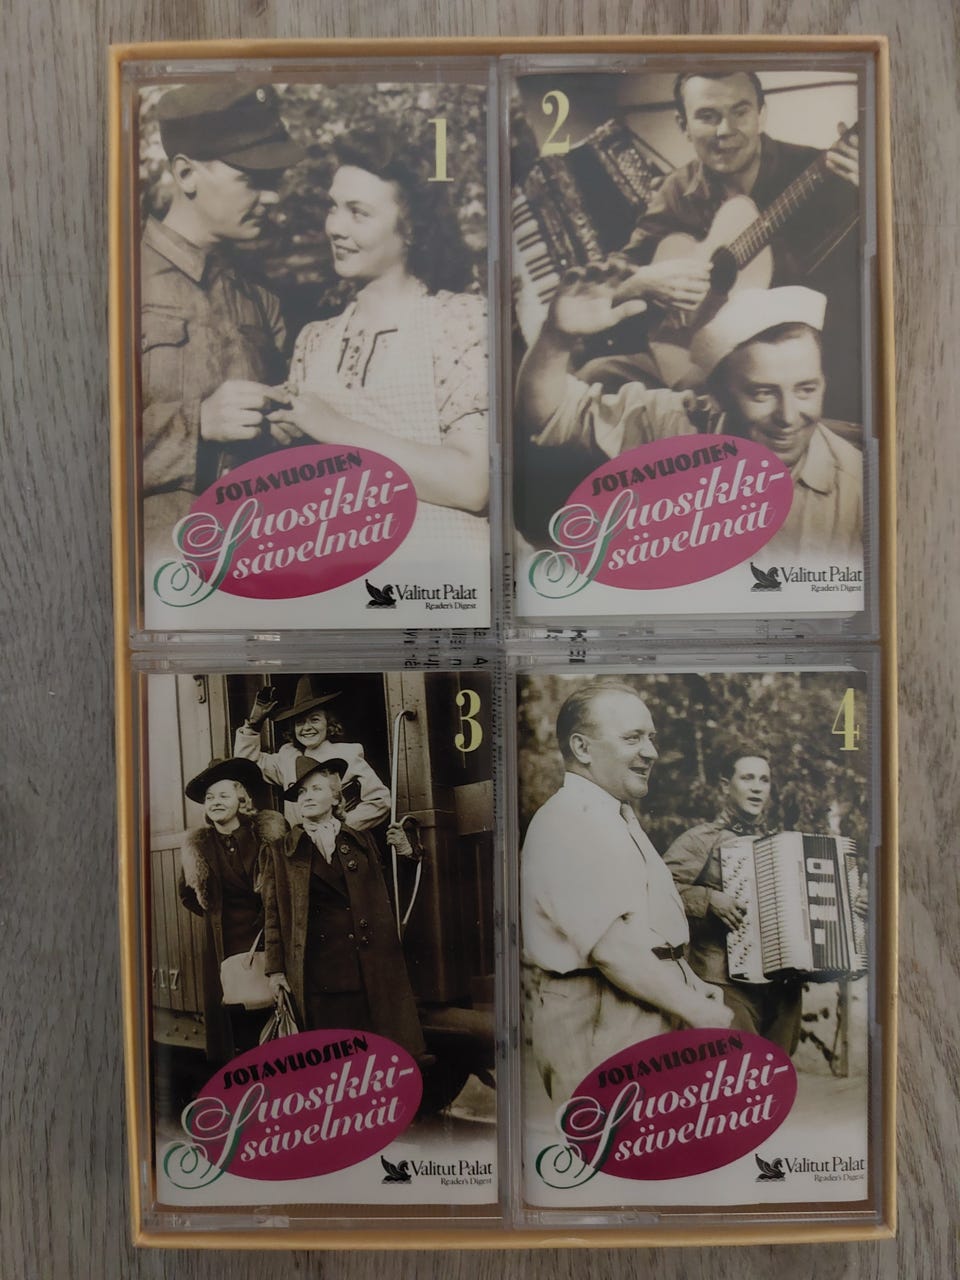 1
SOTAVUOSIEN
Suosikki-
sävelmät
Valitut Palat
Reader's Digest
2
SOTAVUOSIEN
Suosikki-
sävelmät
Valitut Palat
Reader's Digest
3
717
SOTAVUOSIEN
Suosikki-
sävelmät
Valitut Palat
Reader's Digest
4
SOTAVUOSIEN
Suosikki-
sävelmät
Valitut Palat
Reader's Digest